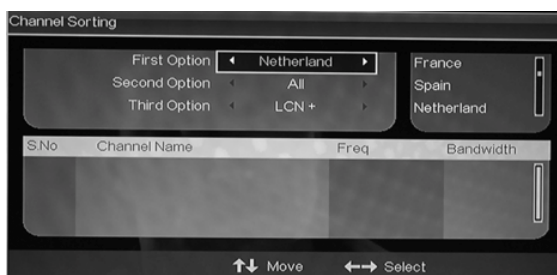 Channel Sorting
First Option Netherland
Second Option All
Third Option LCN +
France
Spain
Netherland
S.No Channel Name Freq Bandwidth
Move Select